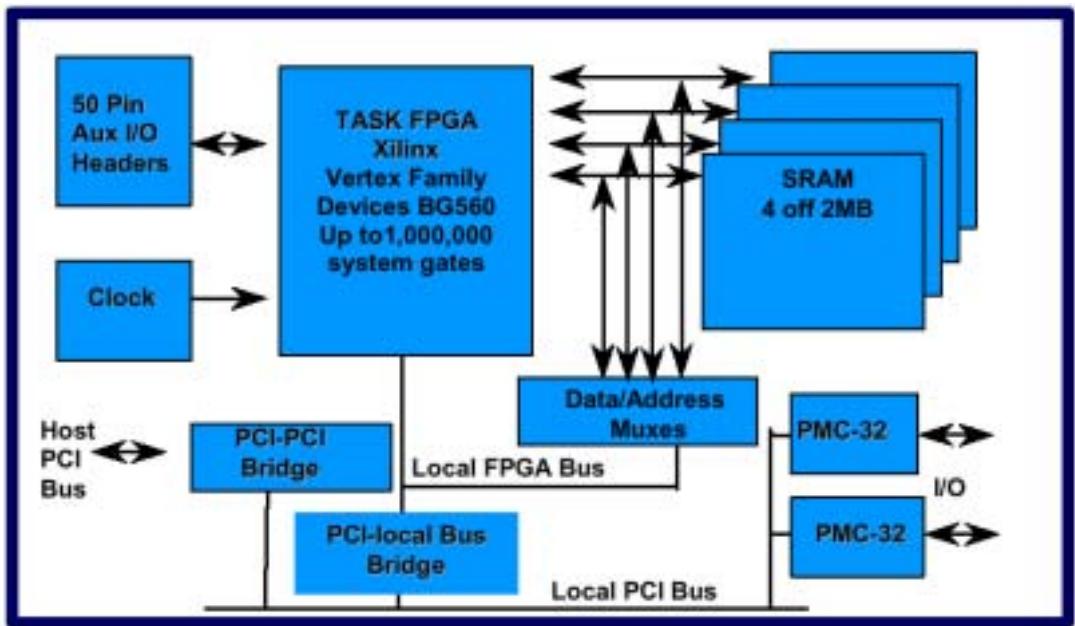 50 Pin
Aux I/O
Headers
TASK FPGA
Xilinx
Vertex Family
Devices BG560
Up to1,000,000
system gates
SRAM
4 off 2MB
Clock
Data/Address
Muxes
Host
PCI
Bus
PCI-PCI
Bridge
Local FPGA Bus
PMC-32
I/O
PMC-32
PCI-local Bus
Bridge
Local PCI Bus